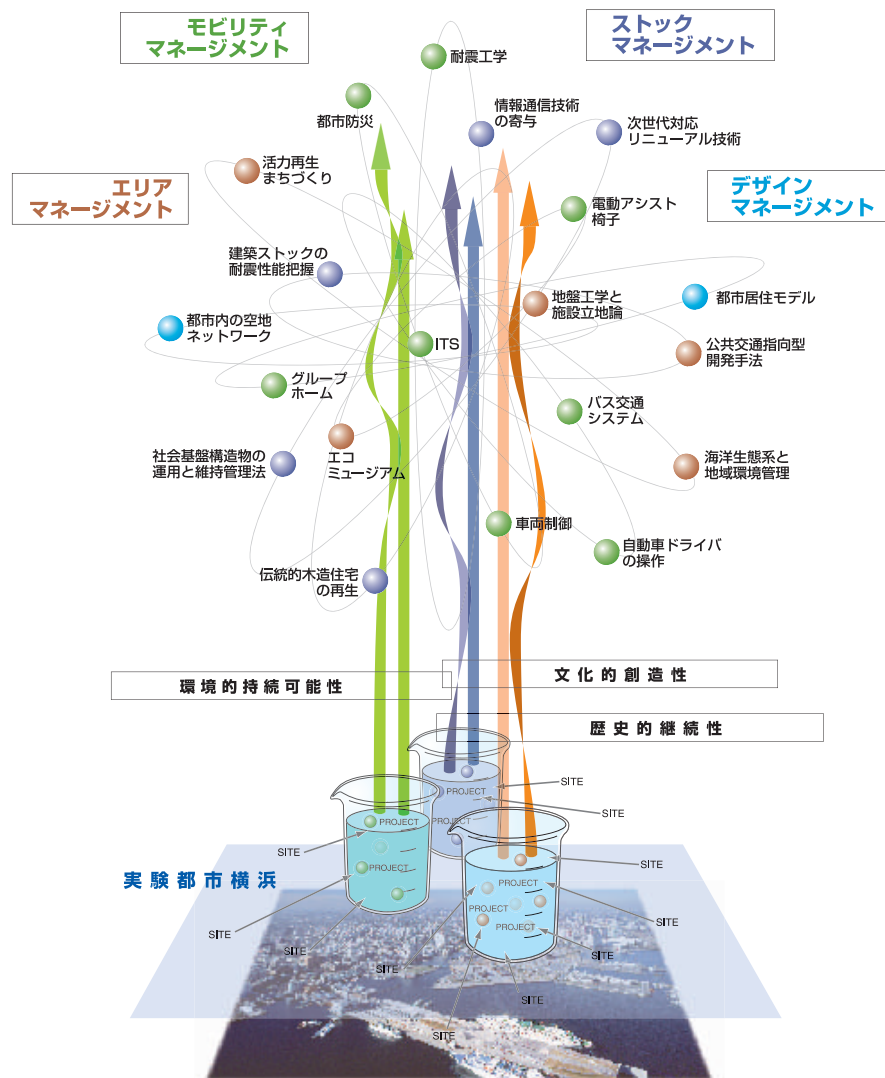 モビリティ
マネージメント
ストック
マネージメント
耐震工学
都市防災
情報通信技術
の寄与
次世代対応
リニューアル技術
活力再生
まちづくり
エリア
マネージメント
デザイン
マネージメント
電動アシスト
椅子
建築ストックの
耐震性能把握
地盤工学と
施設立地論
都市居住モデル
都市内の空地
ネットワーク
ITS
公共交通指向型
開発手法
グループ
ホーム
バス交通
システム
社会基盤構造物の
運用と維持管理法
エコ
ミュージアム
海洋生態系と
地域環境管理
車両制御
自動車ドライバ
の操作
伝統的木造住宅
の再生
文化的創造性
環境的持続可能性
歴史的継続性
SITE
PROJECT
SITE
PROJECT
PROJECT
SITE
SITE
PROJECT
実験都市横浜
PROJECT
PROJECT
SITE
PROJECT
SITE
SITE
SITE
SITE
SITE
SITE